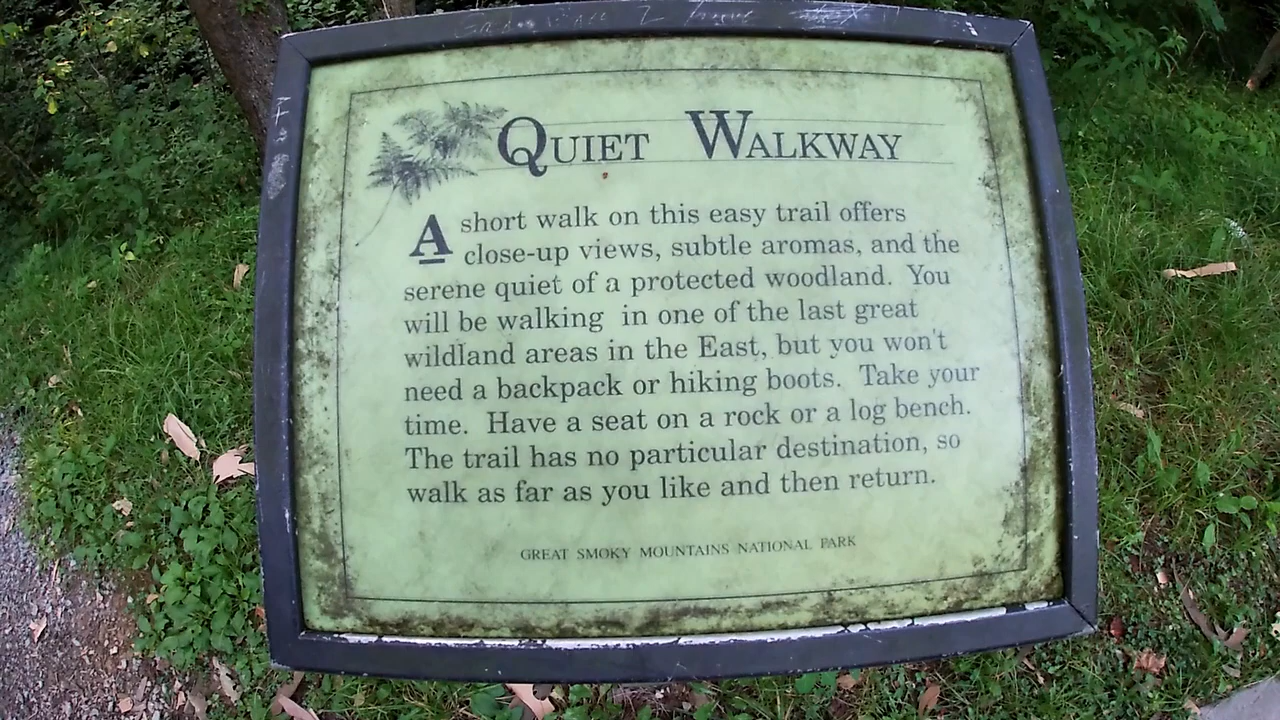 QUIET WALKWAY
A short walk on this easy trail offers
close-up views, subtle aromas, and the
serene quiet of a protected woodland. You
will be walking in one of the last great
wildland areas in the East, but you won't
need a backpack or hiking boots. Take your
time. Have a seat on a rock or a log bench.
The trail has no particular destination, so
walk as far as you like and then return.
GREAT SMOKY MOUNTAINS NATIONAL PARK